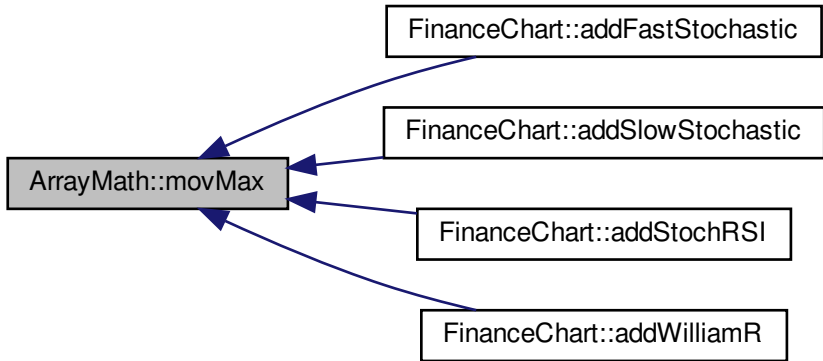 FinanceChart::addFastStochastic
FinanceChart::addSlowStochastic
ArrayMath::movMax
FinanceChart::addStochRSI
FinanceChart::addWilliamR